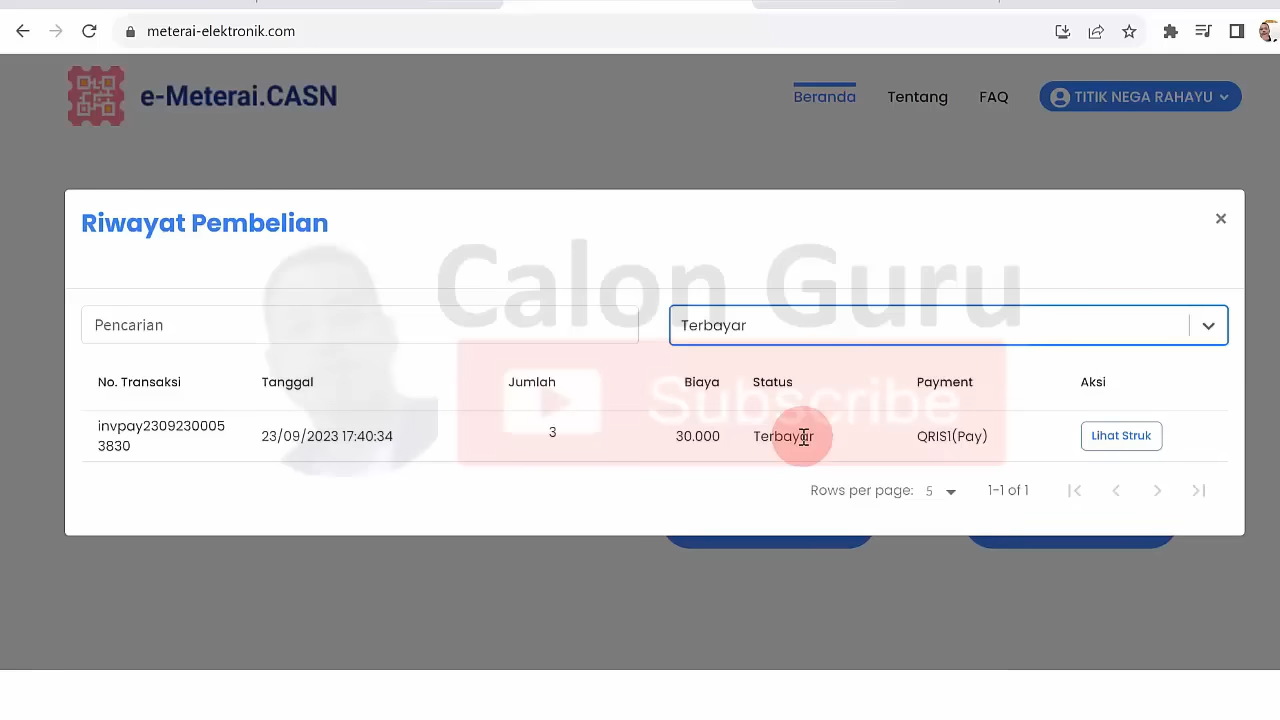 meterai-elektronik.com
e-Meterai.CASN
Beranda
Tentang
FAQ
TITIK NEGA RAHAYU
Riwayat Pembelian
Calon Guru
Pencarian
Terbayar
Subscribe
No. Transaksi
Tanggal
Jumlah
Biaya
Status
Payment
Aksi
invpay2309230005
3830
23/09/2023 17:40:34
3
30.000
Terbayar
QRIS1(Pay)
Lihat Struk
Rows per page: 5
1-1 of 1